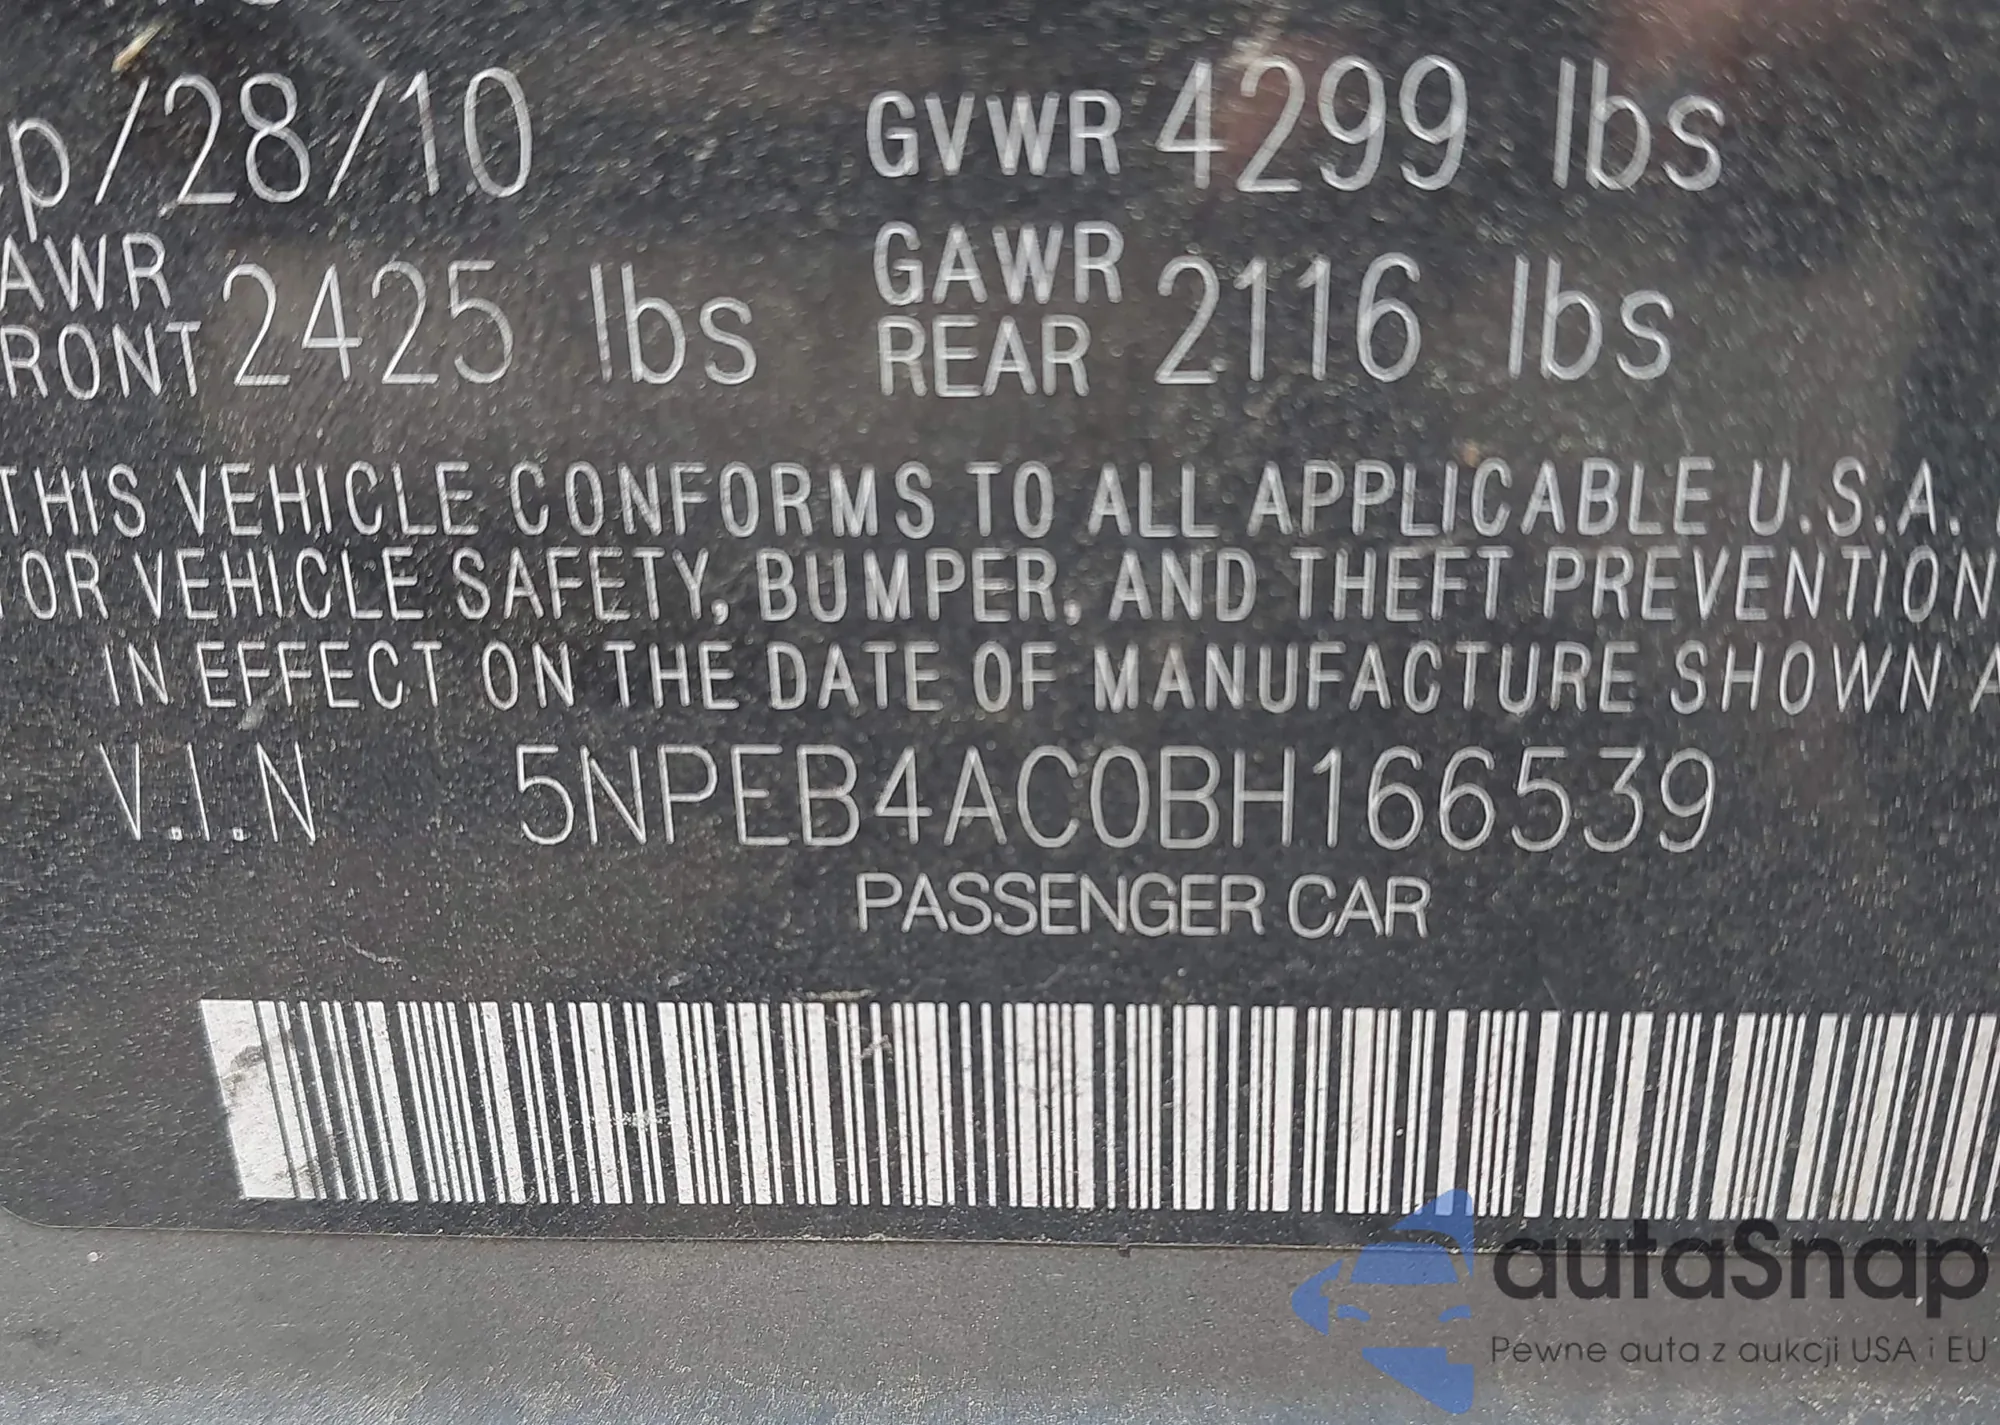 p/28/10 GVWR 4299 lbs
AWR FRONT 2425 lbs GAWR REAR 2116 lbs
THIS VEHICLE CONFORMS TO ALL APPLICABLE U.S.A.
OR VEHICLE SAFETY, BUMPER, AND THEFT PREVENTION
IN EFFECT ON THE DATE OF MANUFACTURE SHOWN A
V.I.N 5NPEB4AC0BH166539
PASSENGER CAR
autaSnap
Pewne auta z aukcji USA i EU